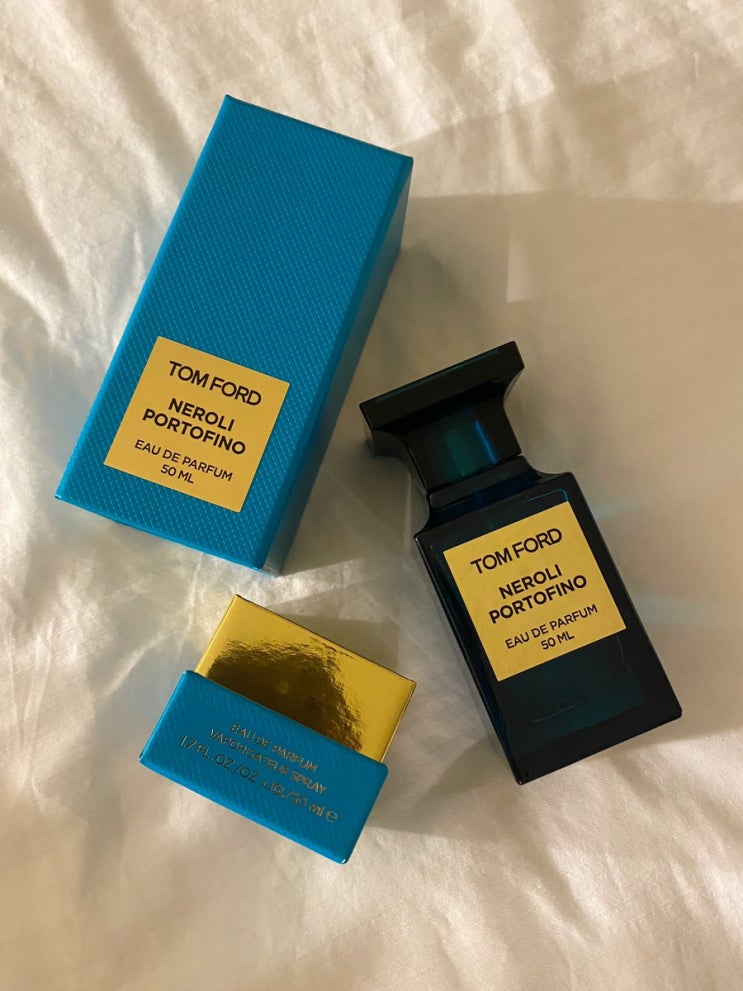 TOM FORD
NEROLI
PORTOFINO
EAU DE PARFUM
50 ML
TOM FORD
NEROLI
PORTOFINO
EAU DE PARFUM
50 ML
EAU DE PARFUM
VAPORISATEUR SPRAY
1.7 FL. OZ/OZ. LIQ./50 ml ℮